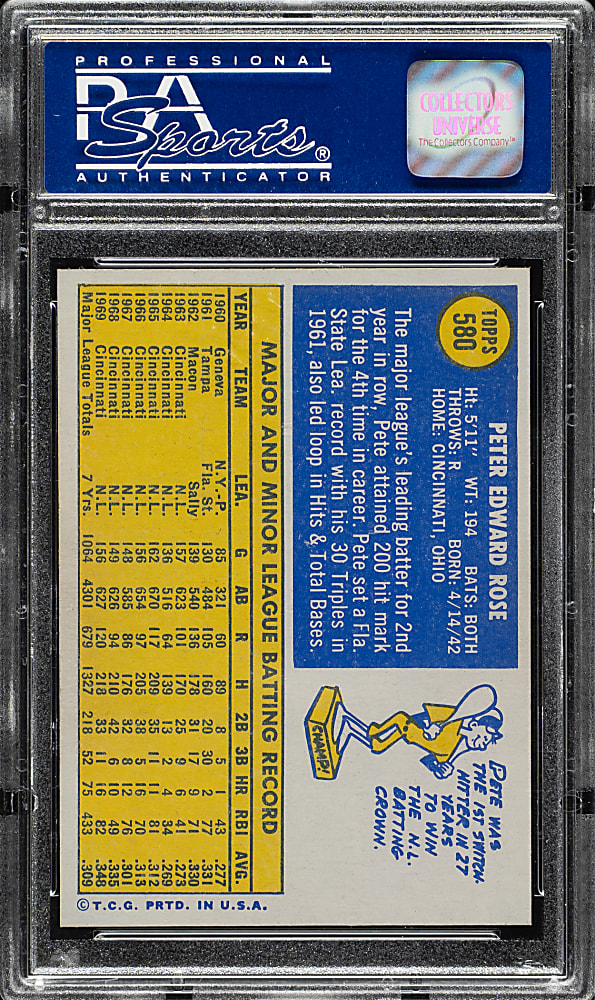 PROFESSIONAL
PSA
Sports®
AUTHENTICATOR
COLLECTORS
UNIVERSE
The Collectors Company™
TOPPS
580
PETER EDWARD ROSE
Ht: 5'11" WT: 194 BATS: BOTH
THROWS: R BORN: 4/14/42
HOME: CINCINNATI, OHIO
The major league's leading batter for 2nd
year in row, Pete attained 200 hit mark
for the 4th time in career. Pete set a Fla.
State Lea. record with his 30 Triples in
1961, also led loop in Hits & Total Bases.
PETE WAS
THE 1ST SWITCH-
HITTER IN 27
YEARS
TO WIN
THE N.L.
BATTING
CROWN.
CHAMP!
MAJOR AND MINOR LEAGUE BATTING RECORD
YEAR TEAM LEA. G AB R H 2B 3B HR RBI AVG.
1960 Geneva N.Y.-P. 85 321 60 89 8 5 1 43 .277
1961 Tampa Fla. St. 130 484 105 160 20 30 2 77 .331
1962 Macon Sally 139 540 136 178 31 17 9 71 .330
1963 Cincinnati N.L. 157 623 101 170 25 9 6 41 .273
1964 Cincinnati N.L. 136 516 64 139 13 2 4 34 .269
1965 Cincinnati N.L. 162 670 117 209 35 11 11 81 .312
1966 Cincinnati N.L. 156 654 97 205 38 5 16 70 .313
1967 Cincinnati N.L. 148 585 86 176 32 8 12 76 .301
1968 Cincinnati N.L. 149 626 94 210 42 6 10 49 .335
1969 Cincinnati N.L. 156 627 120 218 33 11 16 82 .348
Major League Totals 7 Yrs. 1064 4301 679 1327 218 52 75 433 .309
©T.C.G. PRTD. IN U.S.A.